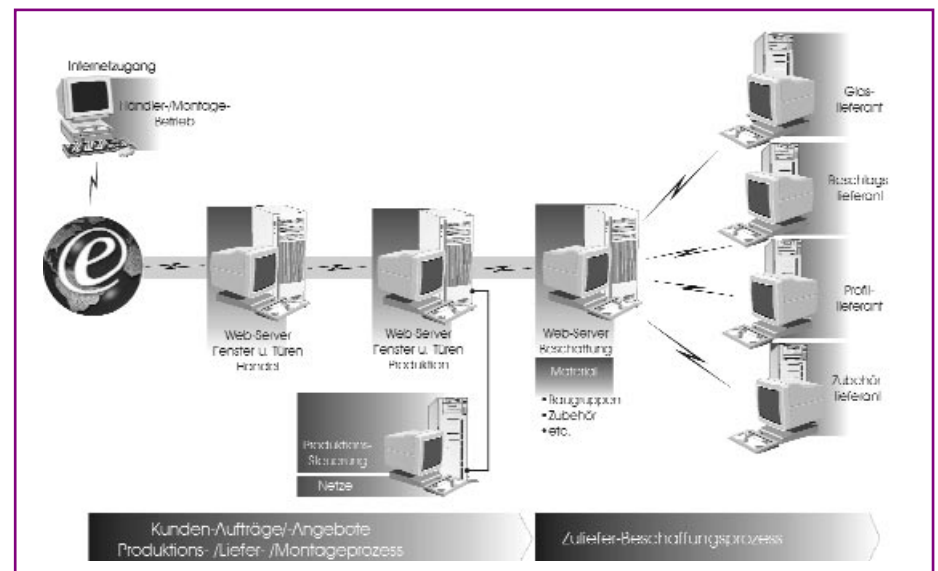 Internetzugang
Händler-/Montage-
Betrieb
e
Web-Server
Fenster u. Türen
Handel
Web-Server
Fenster u. Türen
Produktion
Produktions-
Steuerung
Netze
Web-Server
Beschaffung
Material
•Baugruppen
•Zubehör
•etc.
Glas-
lieferant
Beschlags
lieferant
Profil-
lieferant
Zubehör
lieferant
Kunden-Aufträge/-Angebote
Produktions- /Liefer- /Montageprozess
Zuliefer-Beschaffungsprozess